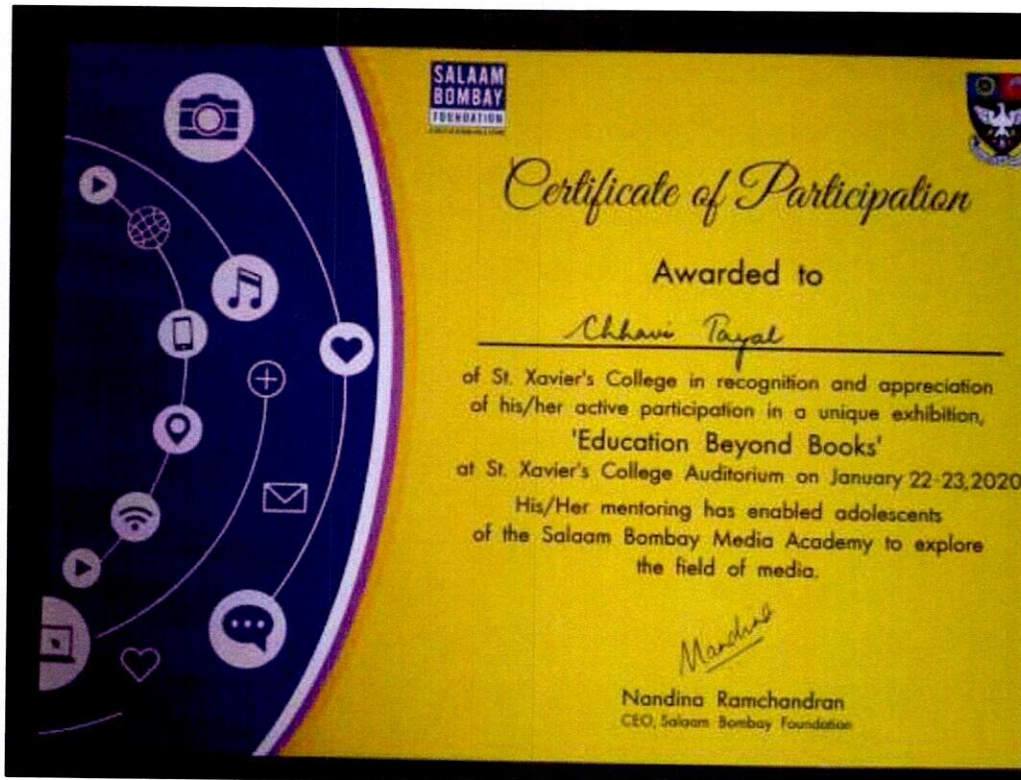 SALAAM
BOMBAY
FOUNDATION
Certificate of Participation
Awarded to
Chhavi Tayal
of St. Xavier's College in recognition and appreciation
of his/her active participation in a unique exhibition,
'Education Beyond Books'
at St. Xavier's College Auditorium on January 22-23,2020
His/Her mentoring has enabled adolescents
of the Salaam Bombay Media Academy to explore
the field of media.
Nandina
Nandina Ramchandran
CEO, Salaam Bombay Foundation